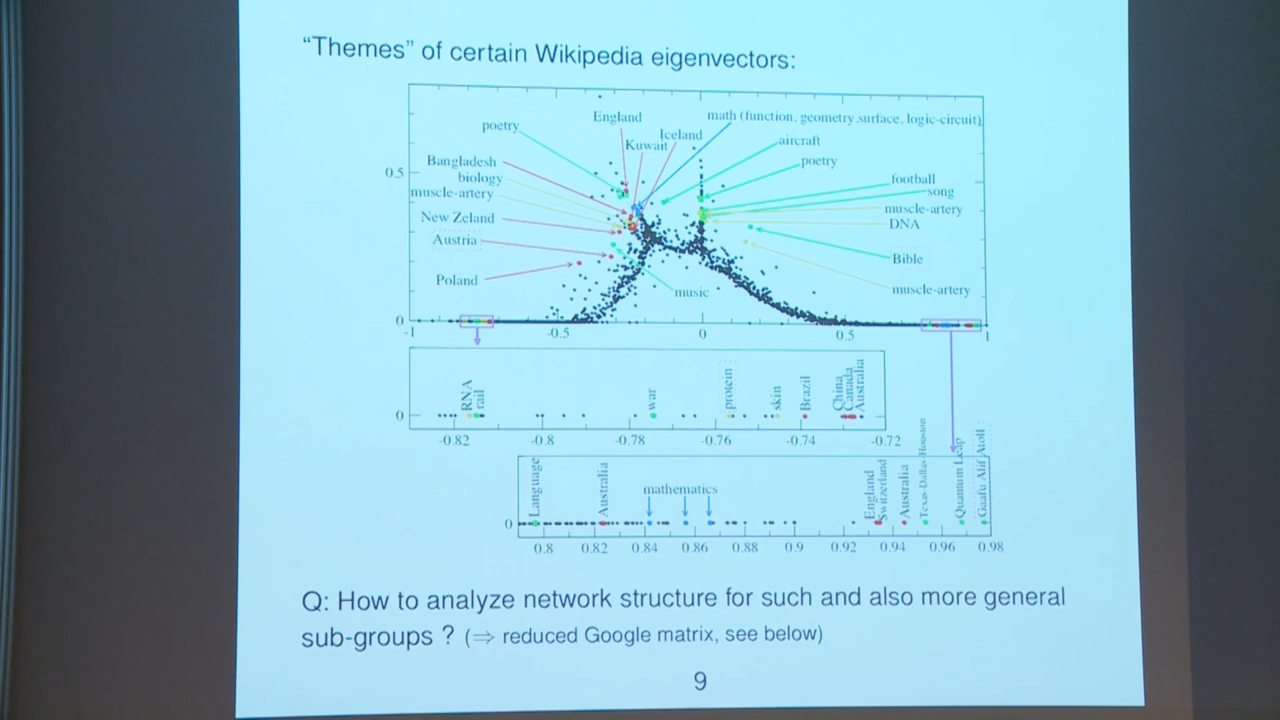 “Themes” of certain Wikipedia eigenvectors:
England
math (function, geometry,surface, logic-circuit)
poetry
Iceland
Kuwait
aircraft
Bangladesh
poetry
0.5
biology
football
muscle-artery
song
New Zeland
muscle-artery
DNA
Austria
Bible
Poland
music
muscle-artery
0
-1
-0.5
0
0.5
1
RNA
rail
war
protein
skin
Brazil
China
Canada
Australia
0
-0.82
-0.8
-0.78
-0.76
-0.74
-0.72
Language
Australia
mathematics
England
Switzerland
Australia
Texas-Dallas-Houston
Quantum Leap
Gaafu Alif Atoll
0
0.8
0.82
0.84
0.86
0.88
0.9
0.92
0.94
0.96
0.98
Q: How to analyze network structure for such and also more general
sub-groups ? (⇒ reduced Google matrix, see below)
9